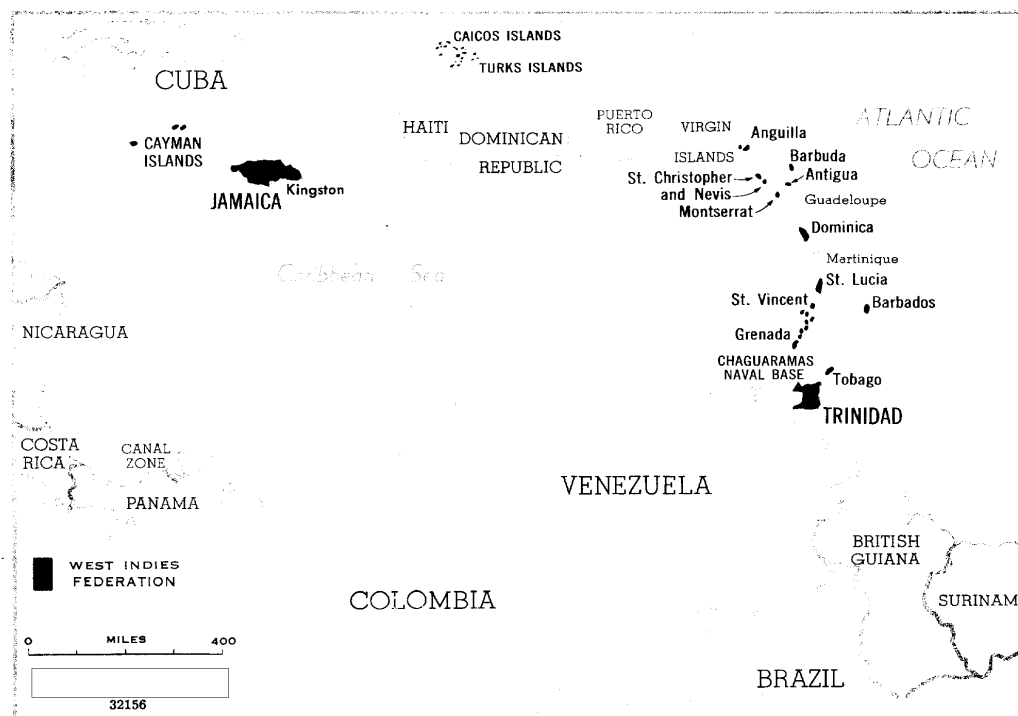 CAICOS ISLANDS
TURKS ISLANDS
CUBA
CAYMAN
ISLANDS
JAMAICA
Kingston
HAITI
DOMINICAN
REPUBLIC
PUERTO
RICO
VIRGIN
ISLANDS
Anguilla
ATLANTIC
OCEAN
Barbuda
Antigua
St. Christopher
and Nevis
Montserrat
Guadeloupe
Dominica
Martinique
Caribbean Sea
St. Lucia
St. Vincent
Barbados
Grenada
NICARAGUA
CHAGUARAMAS
NAVAL BASE
Tobago
TRINIDAD
COSTA
RICA
CANAL
ZONE
PANAMA
VENEZUELA
BRITISH
GUIANA
SURINAM
COLOMBIA
BRAZIL
WEST INDIES
FEDERATION
0 MILES 400
32156